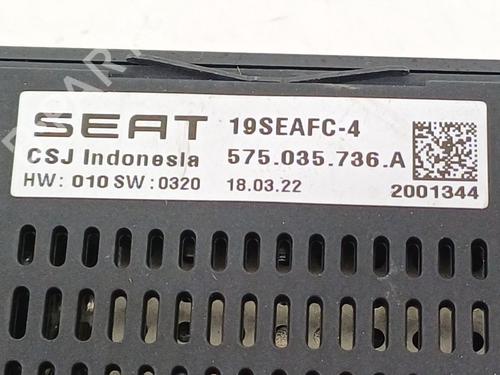 SEAT 19SEAFC-4
CSJ Indonesia 575.035.736.A
HW: 010 SW: 0320 18.03.22 2001344